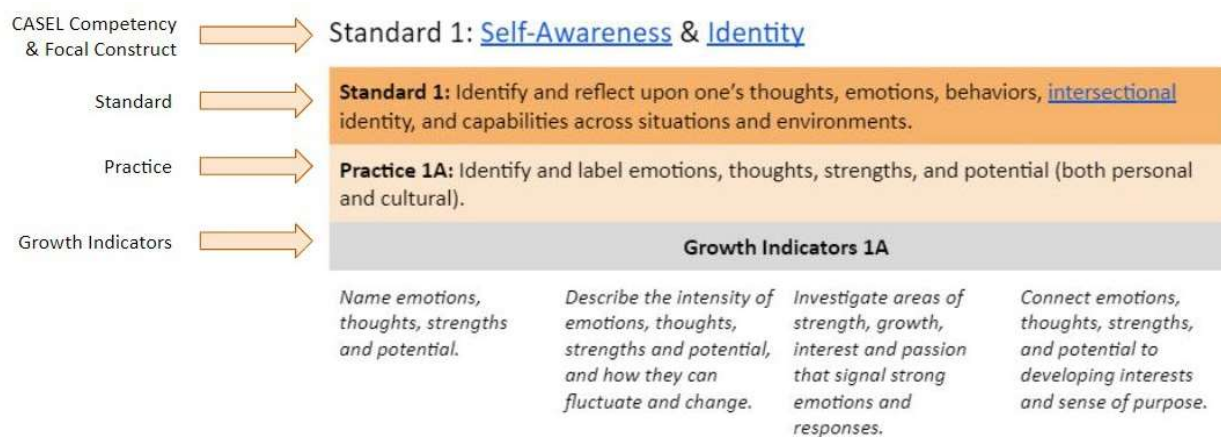 CASEL Competency
& Focal Construct
Standard 1: Self-Awareness & Identity
Standard
Standard 1: Identify and reflect upon one's thoughts, emotions, behaviors, intersectional
identity, and capabilities across situations and environments.
Practice
Practice 1A: Identify and label emotions, thoughts, strengths, and potential (both personal
and cultural).
Growth Indicators
Growth Indicators 1A
Name emotions,
thoughts, strengths
and potential.
Describe the intensity of
emotions, thoughts,
strengths and potential,
and how they can
fluctuate and change.
Investigate areas of
strength, growth,
interest and passion
that signal strong
emotions and
responses.
Connect emotions,
thoughts, strengths,
and potential to
developing interests
and sense of purpose.